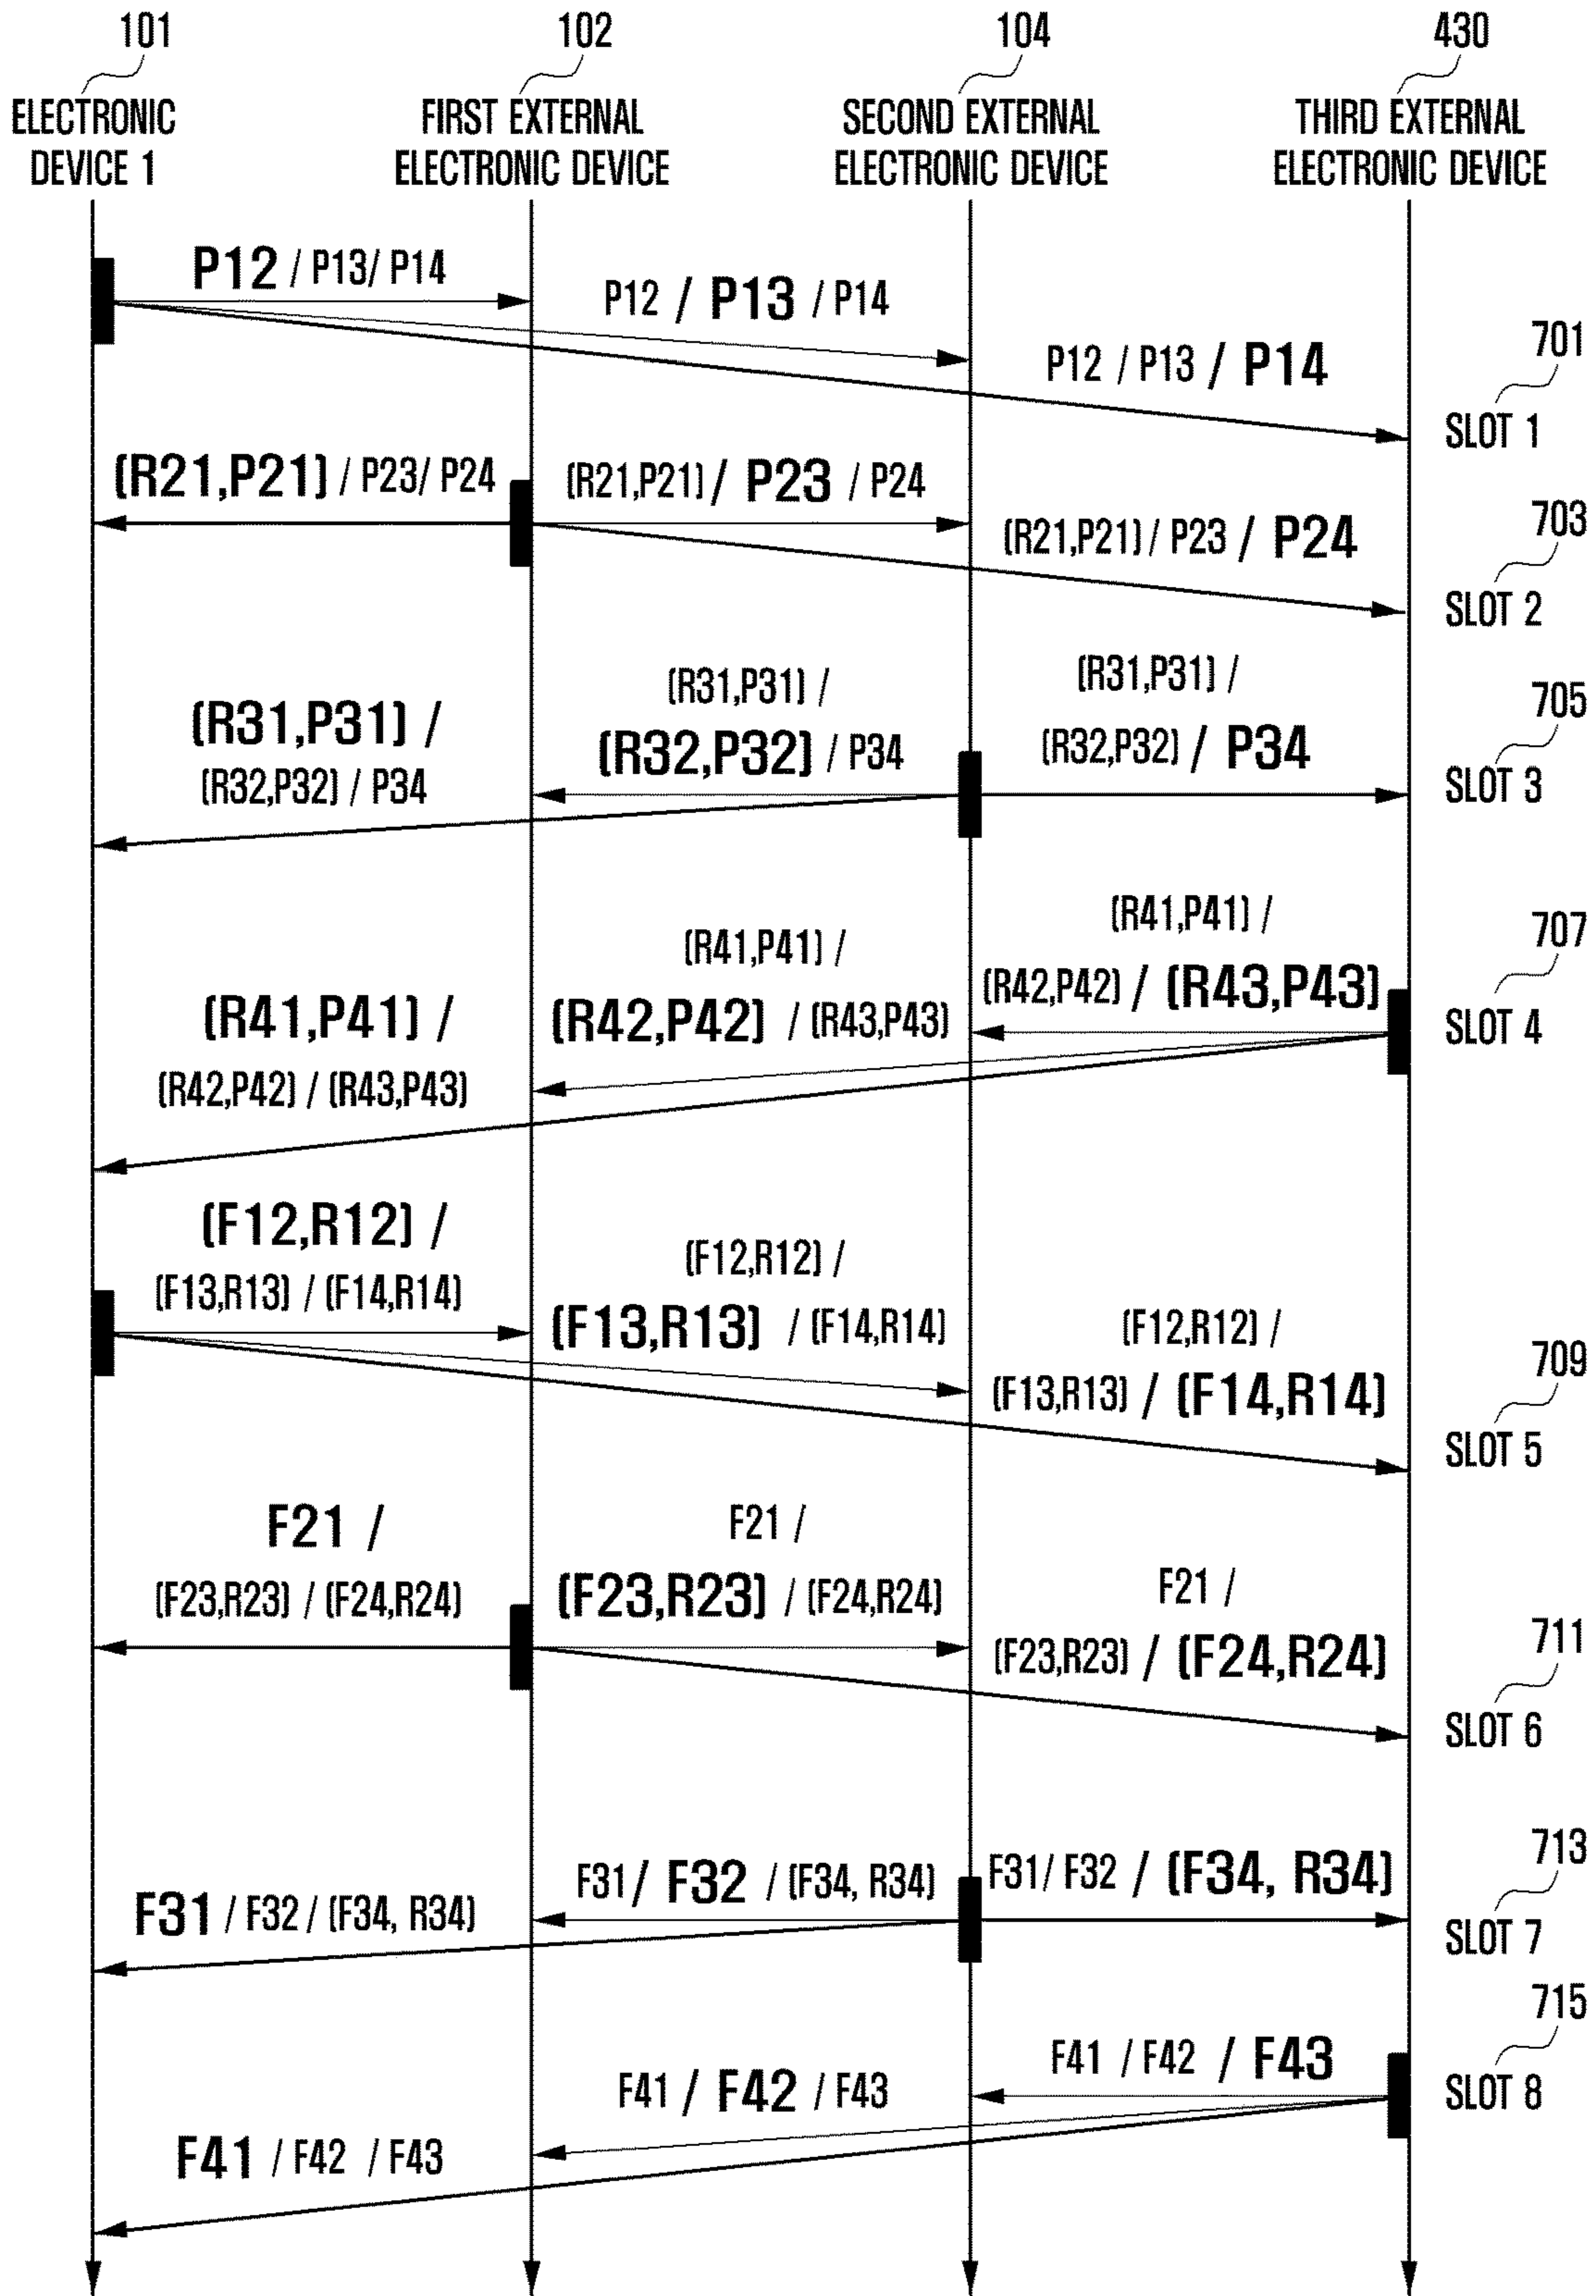 101 102 104 430
ELECTRONIC FIRST EXTERNAL SECOND EXTERNAL THIRD EXTERNAL
DEVICE 1 ELECTRONIC DEVICE ELECTRONIC DEVICE ELECTRONIC DEVICE
P12 / P13/ P14
P12 / P13 / P14
P12 / P13 / P14
701
SLOT 1
(R21,P21) / P23/ P24
(R21,P21) / P23 / P24
(R21,P21) / P23 / P24
703
SLOT 2
(R31,P31) /
(R32,P32) / P34
(R31,P31) /
(R32,P32) / P34
(R31,P31) /
(R32,P32) / P34
705
SLOT 3
(R41,P41) /
(R42,P42) / (R43,P43)
(R41,P41) /
(R42,P42) / (R43,P43)
(R41,P41) /
(R42,P42) / (R43,P43)
707
SLOT 4
(F12,R12) /
(F13,R13) / (F14,R14)
(F12,R12) /
(F13,R13) / (F14,R14)
(F12,R12) /
(F13,R13) / (F14,R14)
709
SLOT 5
F21 /
(F23,R23) / (F24,R24)
F21 /
(F23,R23) / (F24,R24)
F21 /
(F23,R23) / (F24,R24)
711
SLOT 6
F31 / F32 / (F34, R34)
F31/ F32 / (F34, R34)
F31/ F32 / (F34, R34)
713
SLOT 7
F41 / F42 / F43
F41 / F42 / F43
F41 / F42 / F43
715
SLOT 8